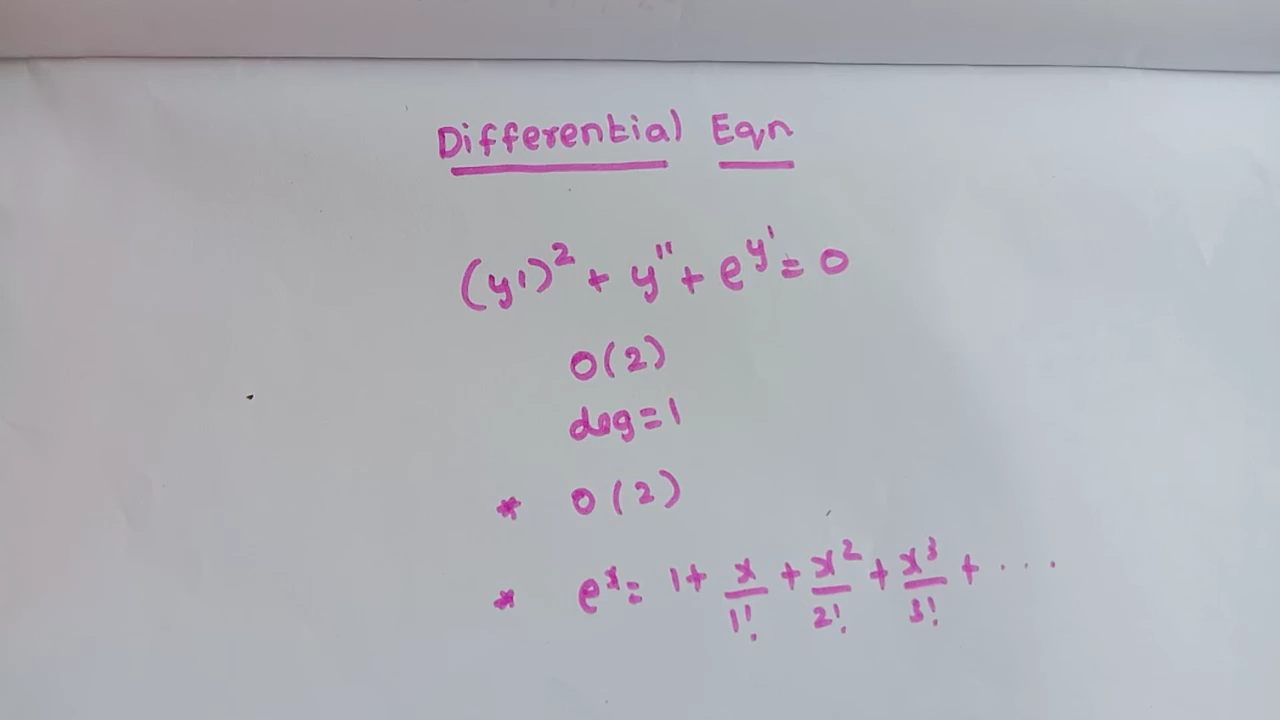 Differential Eqn
(y')² + y'' + e^y' = 0
O(2)
deg=1
* O(2)
* e^x = 1 + x/1! + x²/2! + x³/3! + ....